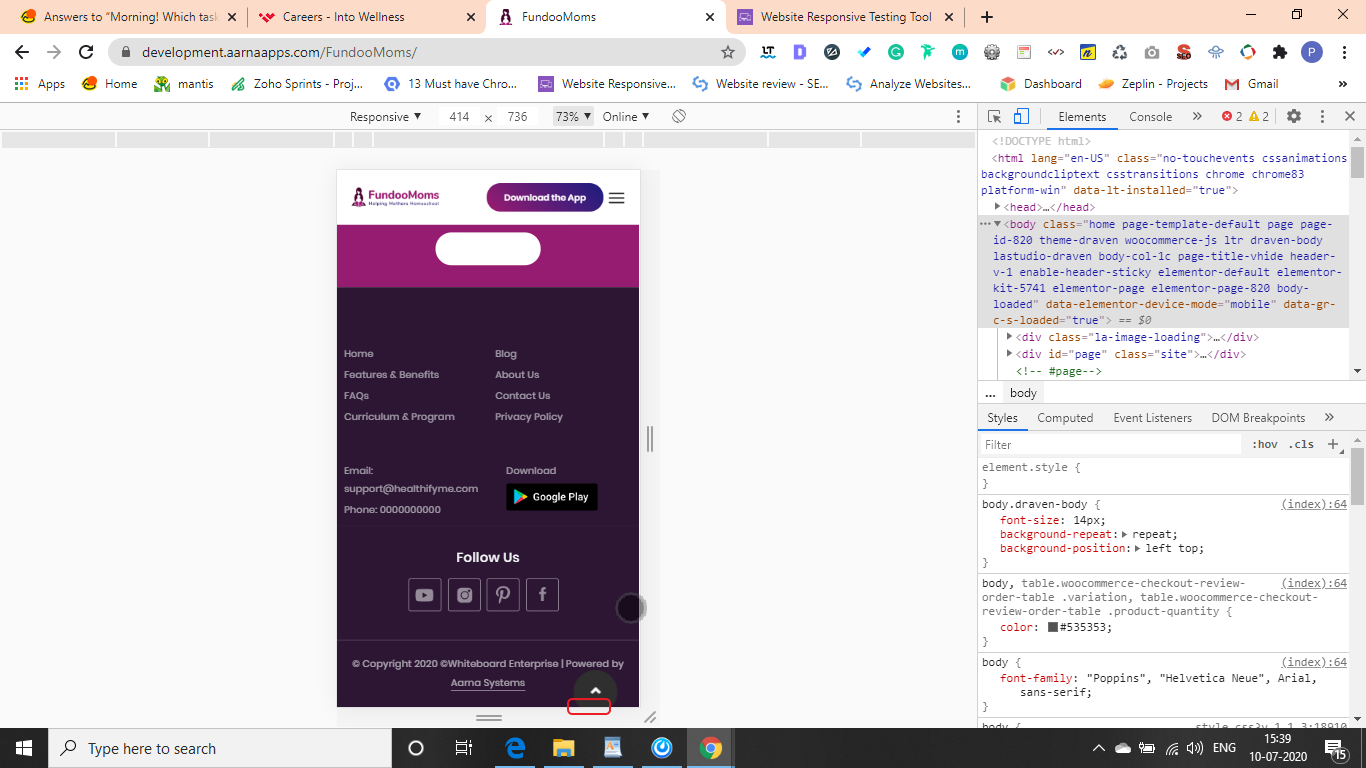 Answers to "Morning! Which task
Careers - Into Wellness
FundooMoms
Website Responsive Testing Tool
development.aarnaapps.com/FundooMoms/
Apps
Home
mantis
Zoho Sprints - Proj...
13 Must have Chro...
Website Responsive...
Website review - SE...
Analyze Websites...
Dashboard
Zeplin - Projects
Gmail
»
Responsive ▼ 414 x 736 73% ▼ Online ▼
FundooMoms
Helping Mothers Homeschool
Download the App
Home
Blog
Features & Benefits
About Us
FAQs
Contact Us
Curriculum & Program
Privacy Policy
Email:
Download
support@healthifyme.com
Google Play
Phone: 0000000000
Follow Us
© Copyright 2020 ©Whiteboard Enterprise | Powered by
Aarna Systems
Elements Console » 2 2
<!DOCTYPE html>
<html lang="en-US" class="no-touchevents cssanimations
backgroundcliptext csstransitions chrome chrome83
platform-win" data-lt-installed="true">
<head>…</head>
<body class="home page-template-default page page-
id-820 theme-draven woocommerce-js ltr draven-body
lastudio-draven body-col-1c page-title-vhide header-
v-1 enable-header-sticky elementor-default elementor-
kit-5741 elementor-page elementor-page-820 body-
loaded" data-elementor-device-mode="mobile" data-gr-
c-s-loaded="true"> == $0
<div class="la-image-loading">…</div>
<div id="page" class="site">…</div>
<!-- #page-->
... body
Styles Computed Event Listeners DOM Breakpoints »
Filter :hov .cls +
element.style {
}
body.draven-body { (index):64
font-size: 14px;
background-repeat: repeat;
background-position: left top;
}
body, table.woocommerce-checkout-review- (index):64
order-table .variation, table.woocommerce-checkout-
review-order-table .product-quantity {
color: #535353;
}
body { (index):64
font-family: "Poppins", "Helvetica Neue", Arial,
sans-serif;
}
body {
Type here to search
ENG
15:39
10-07-2020
15